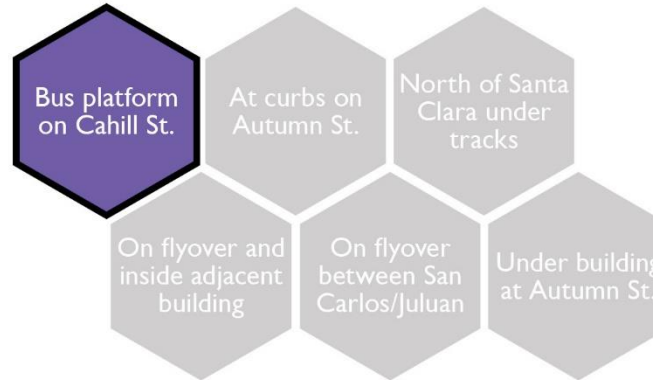 Bus platform
on Cahill St.
At curbs on
Autumn St.
North of Santa
Clara under
tracks
On flyover and
inside adjacent
building
On flyover
between San
Carlos/Juluan
Under building
at Autumn St.